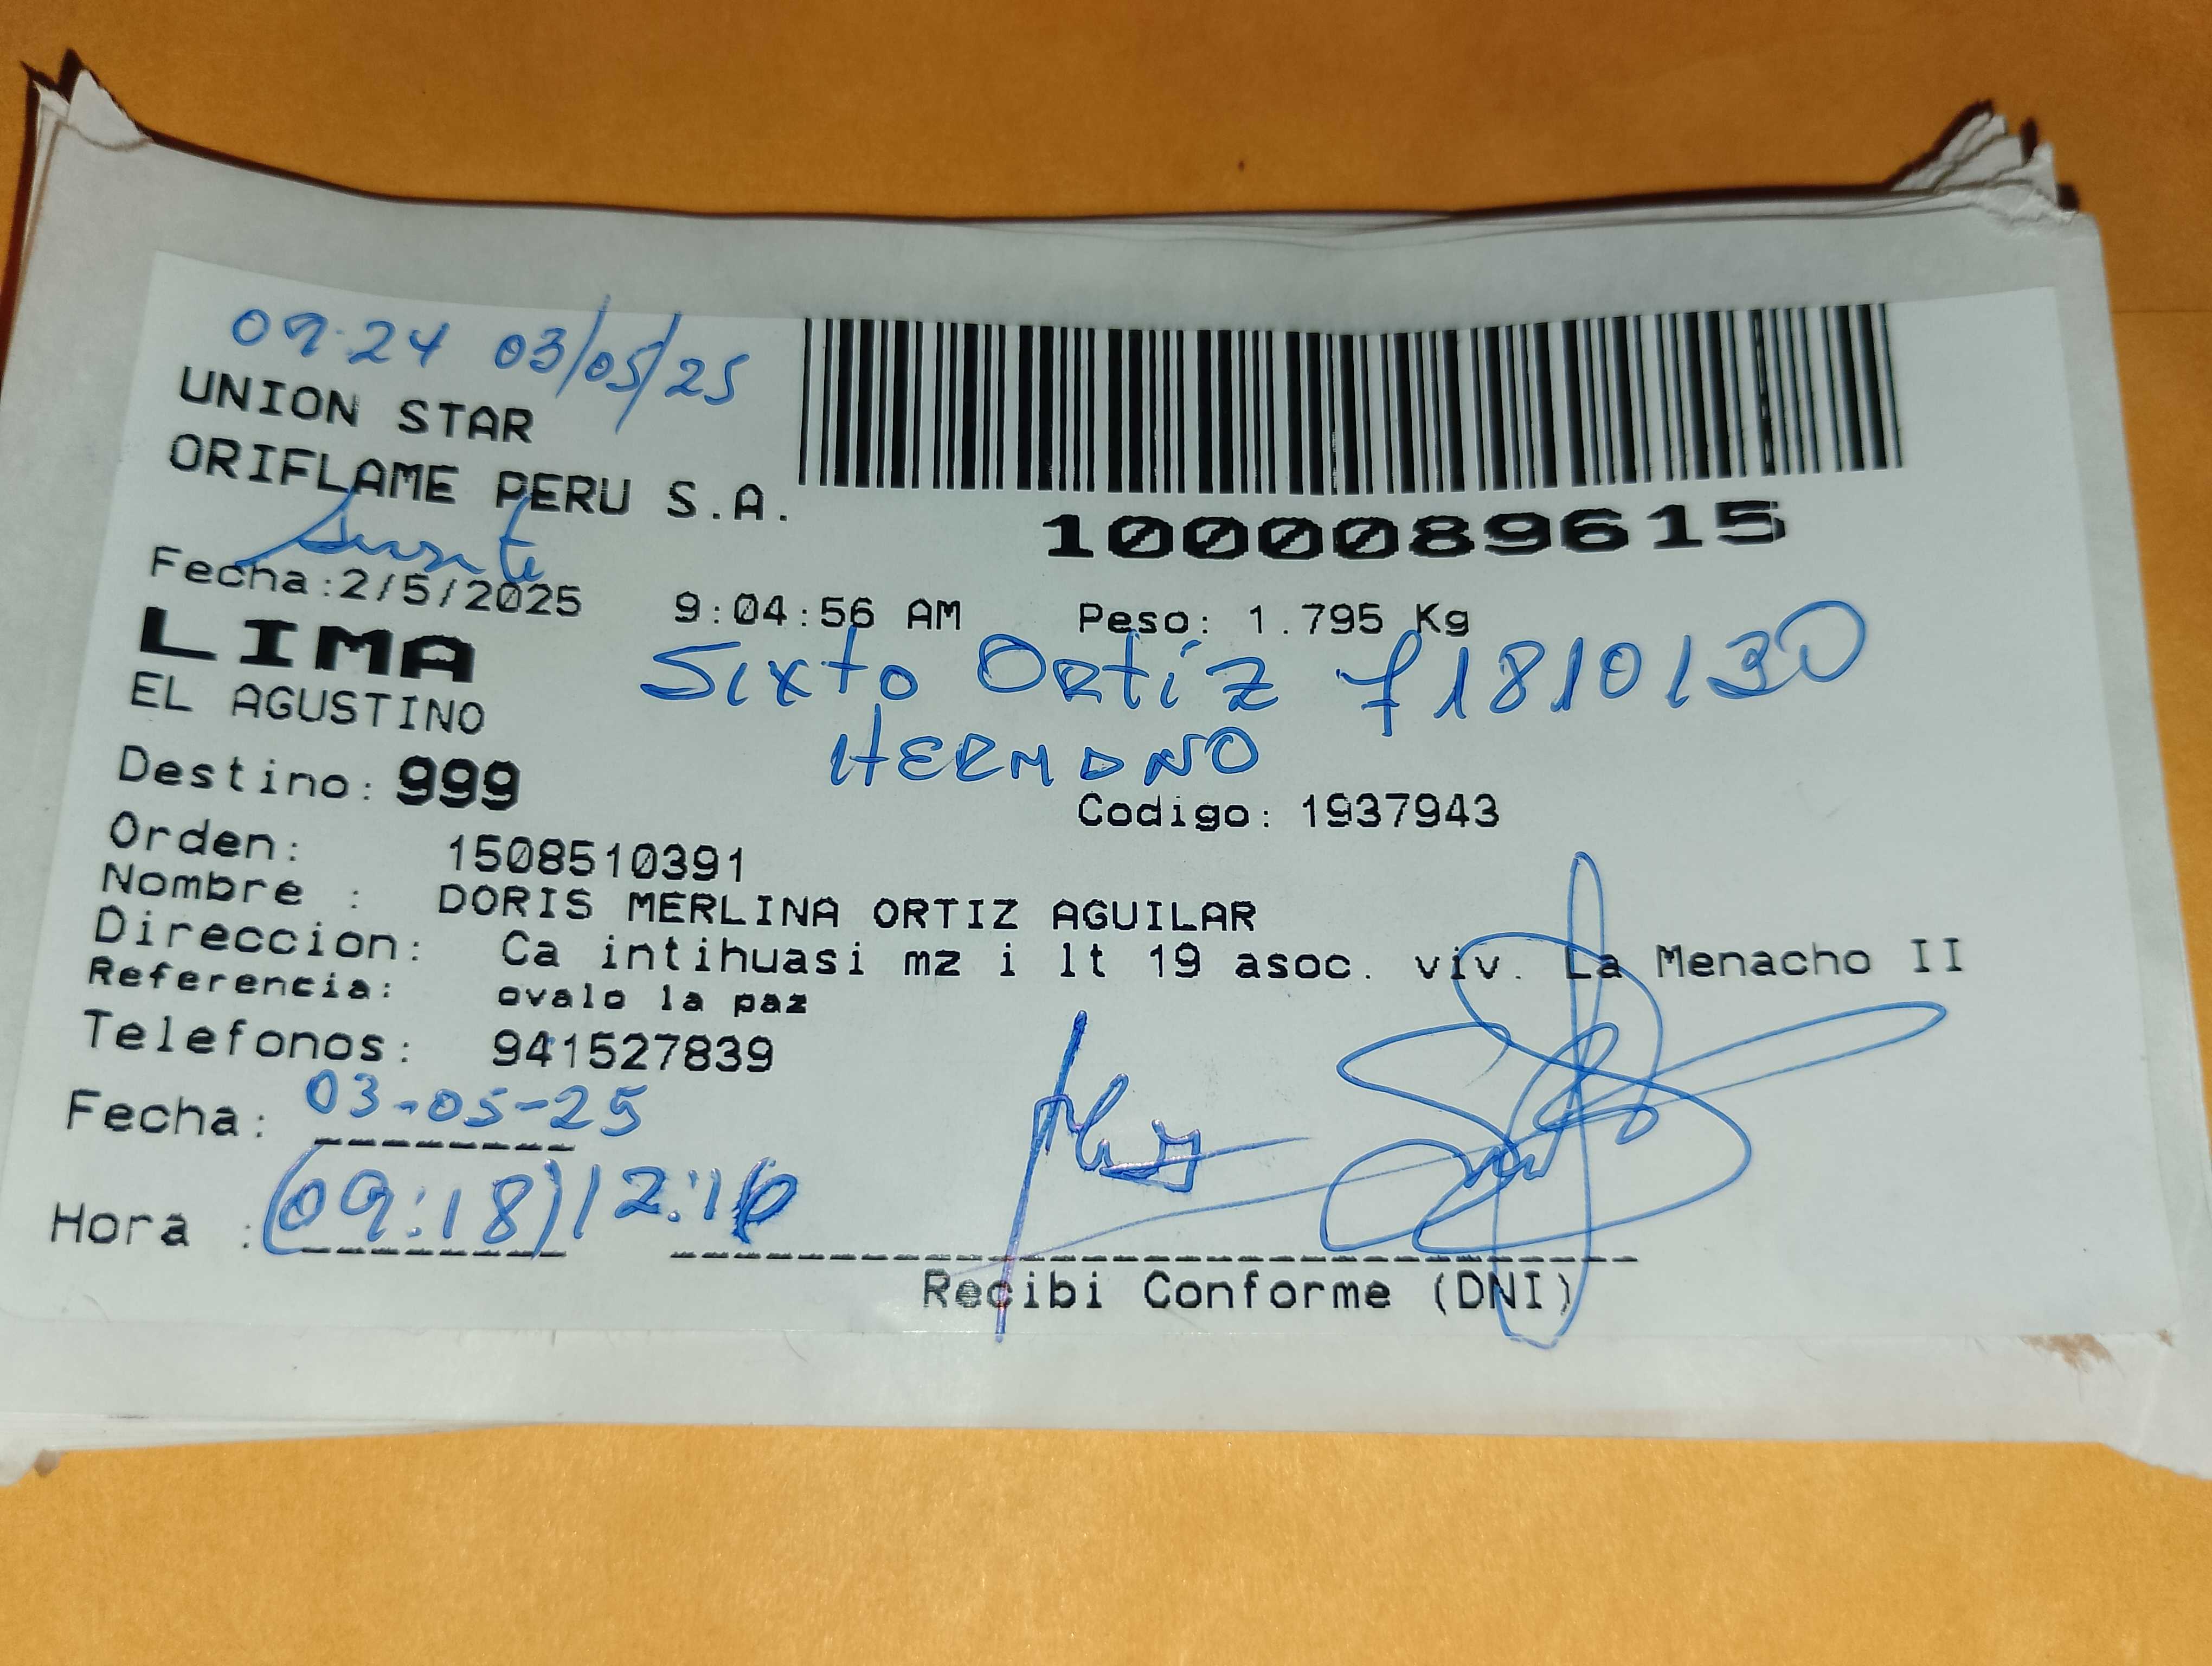 09:24 03/05/25
UNION STAR
ORIFLAME PERU S.A.
1000089615
Fecha:2/5/2025 9:04:56 AM Peso: 1.795 Kg
LIMA
Sixto Ortiz 71810130
EL AGUSTINO
HERMANO
Destino: 999
Codigo: 1937943
Orden: 1508510391
Nombre : DORIS MERLINA ORTIZ AGUILAR
Direccion: Ca intihuasi mz i lt 19 asoc. viv. La Menacho II
Referencia: ovalo la paz
Telefonos: 941527839
Fecha: 03-05-25
Hora : (09:18) 12:16
Recibi Conforme (DNI)